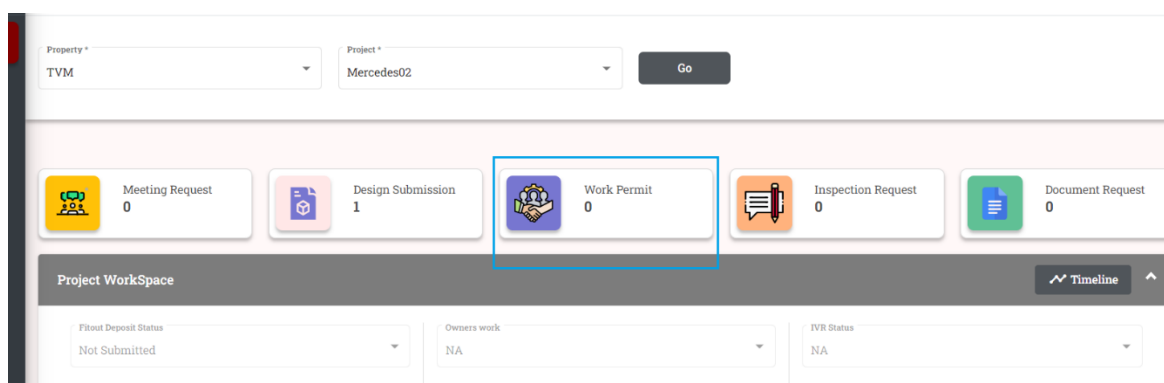 Property *
TVM
Project *
Mercedes02
Go
Meeting Request
0
Design Submission
1
Work Permit
0
Inspection Request
0
Document Request
0
Project WorkSpace
Timeline
Fitout Deposit Status
Not Submitted
Owners work
NA
IVR Status
NA